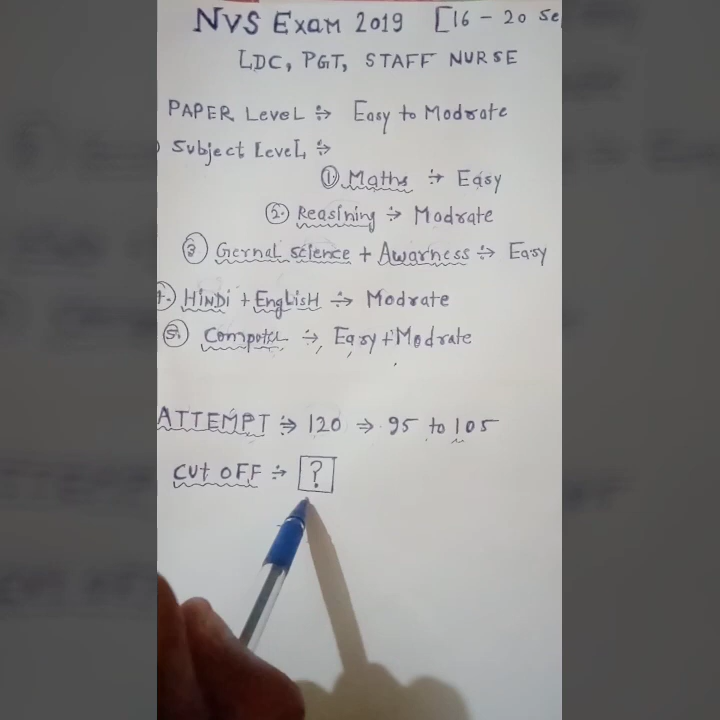 NVS EXAM 2019 [16 - 20 Se
LDC, PGT, STAFF NURSE
PAPER LEVEL ÷> Easy to Modrate
) Subject LEVEL ÷>
①. Maths ÷> Easy
②. Reasining ÷> Modrate
③ Gernal science + Awarness ÷> Easy
4.) HINDI + EngLisH ÷> Modrate
⑤. Computer ÷> Easy + Modrate
ATTEMPT ÷> 120 → 95 to 105
CUT OFF ÷> ?